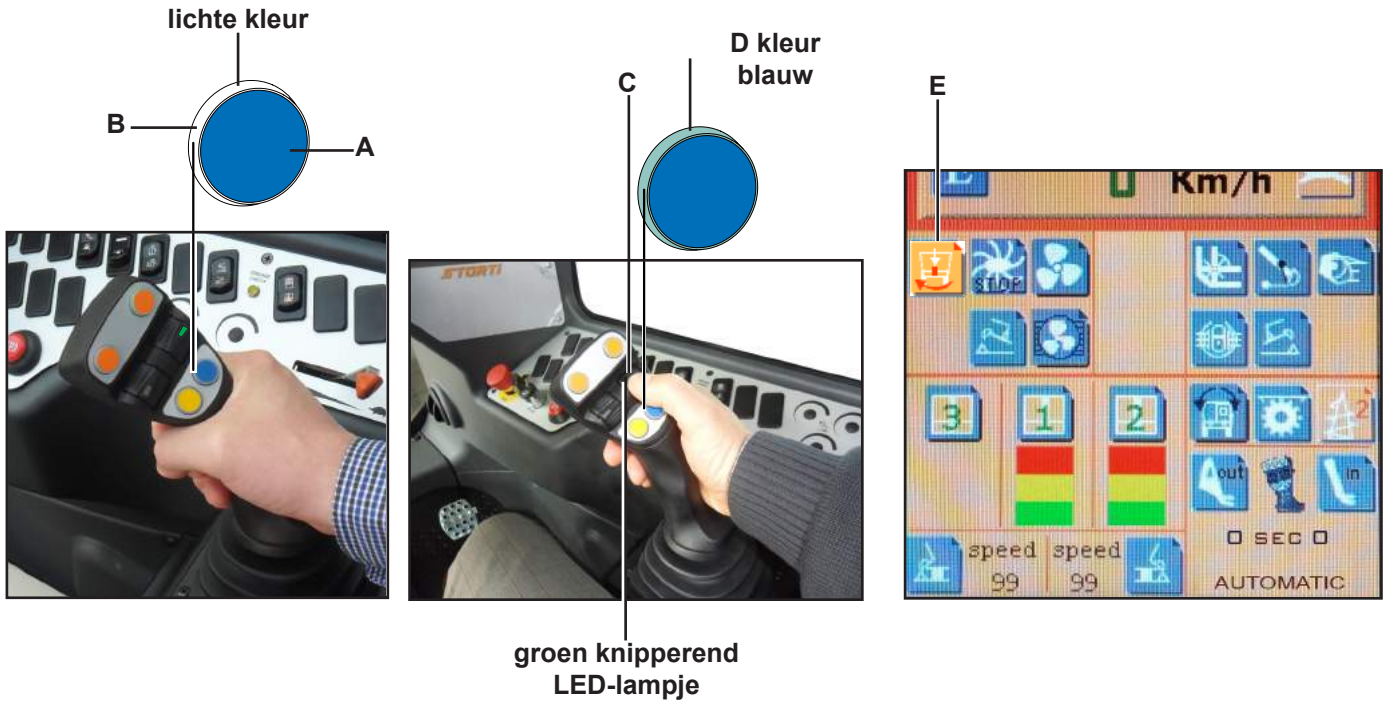 lichte kleur
B
A
D kleur
blauw
C
E
STORTI
groen knipperend
LED-lampje
0 Km/h
STOP
E
3
1
2
2
out
in
speed
99
speed
99
SEC
AUTOMATIC